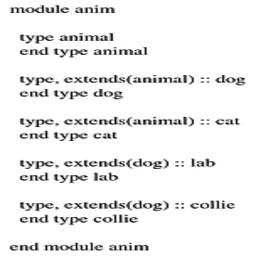 module anim
type animal
end type animal
type, extends(animal) :: dog
end type dog
type, extends(animal) :: cat
end type cat
type, extends(dog) :: lab
end type lab
type, extends(dog) :: collie
end type collie
end module anim